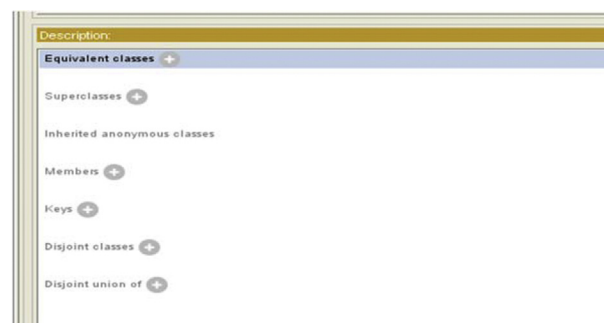 Description:
Equivalent classes
Superclasses
Inherited anonymous classes
Members
Keys
Disjoint classes
Disjoint union of